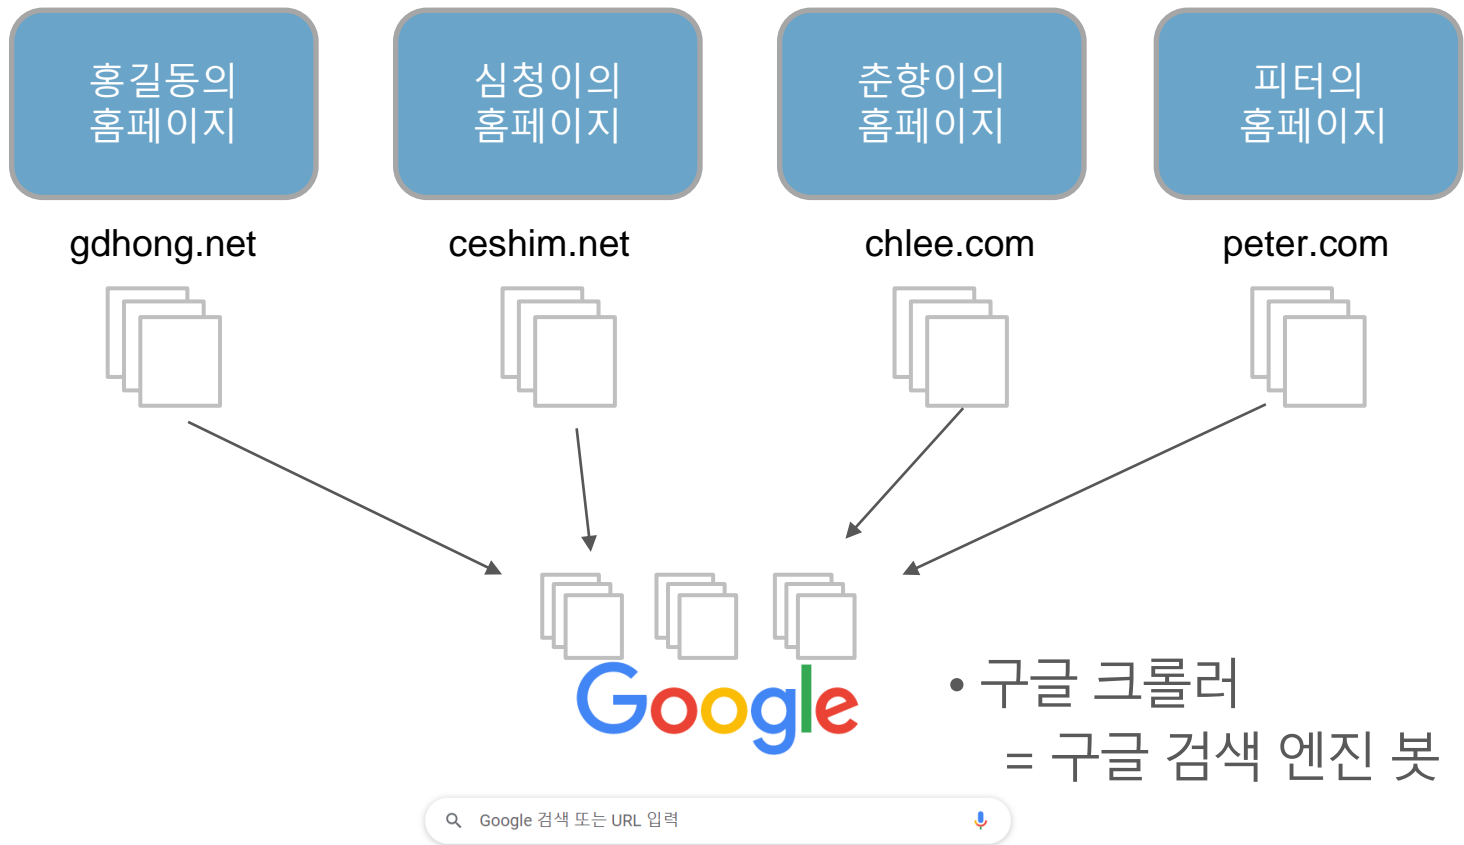 홍길동의
홈페이지
심청이의
홈페이지
춘향이의
홈페이지
피터의
홈페이지
gdhong.net
ceshim.net
chlee.com
peter.com
Google
• 구글 크롤러
= 구글 검색 엔진 봇
Google 검색 또는 URL 입력